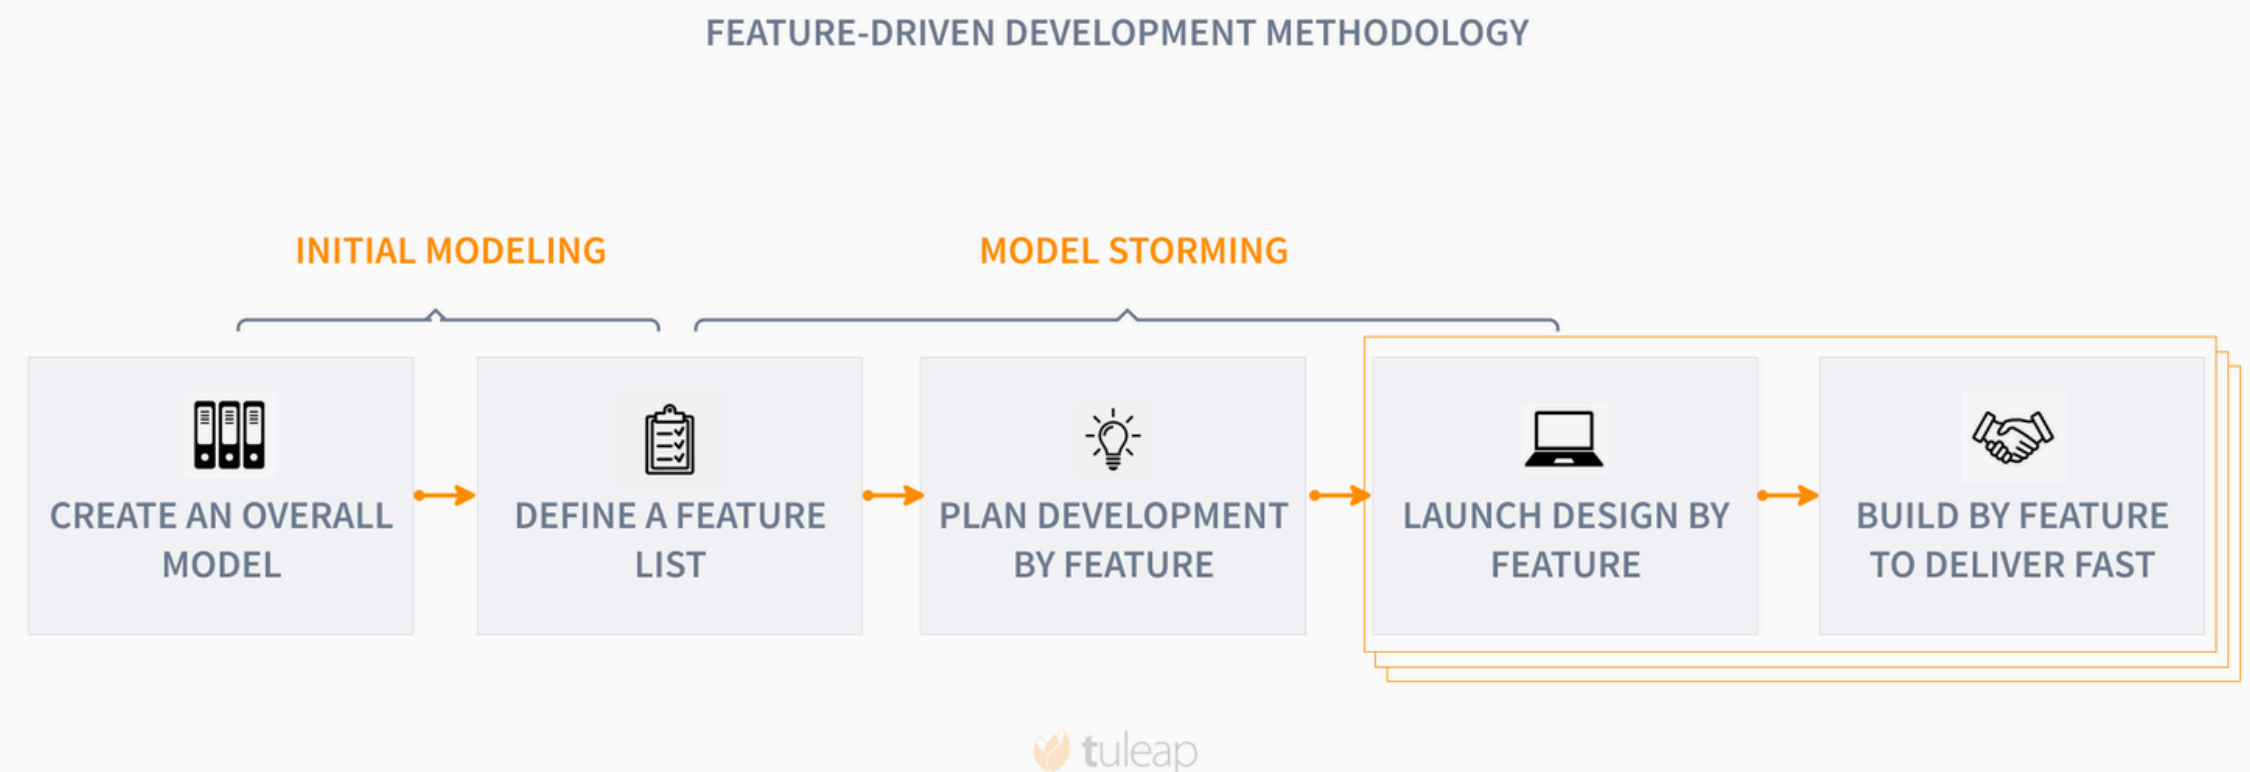 FEATURE-DRIVEN DEVELOPMENT METHODOLOGY
INITIAL MODELING
MODEL STORMING
CREATE AN OVERALL
MODEL
DEFINE A FEATURE
LIST
PLAN DEVELOPMENT
BY FEATURE
LAUNCH DESIGN BY
FEATURE
BUILD BY FEATURE
TO DELIVER FAST
tuleap